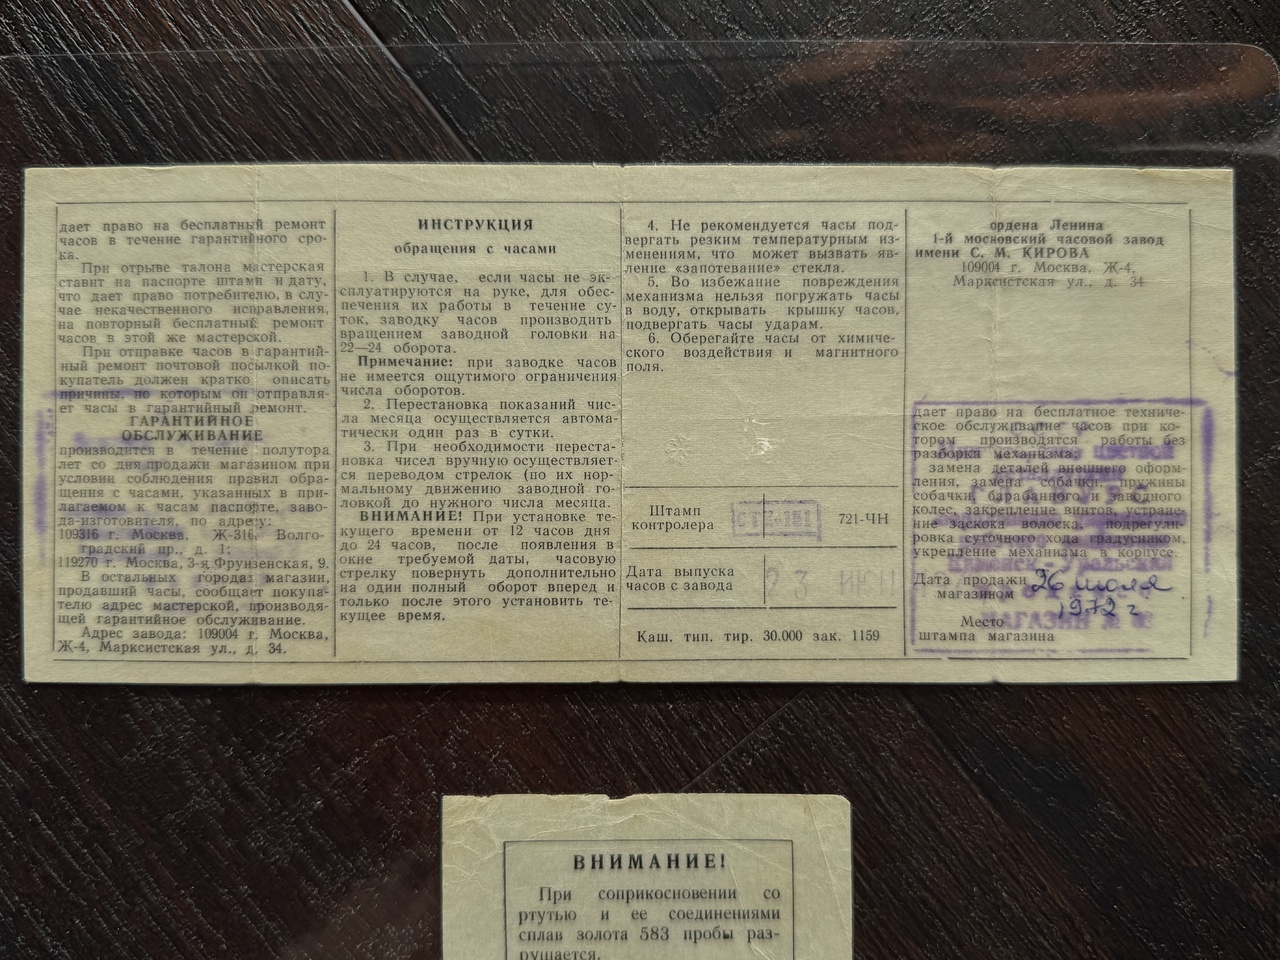 дает право на бесплатный ремонт
часов в течение гарантийного сро-
ка.
При отрыве талона мастерская
ставит на паспорте штамп и дату,
что дает право потребителю, в слу-
чае некачественного исправления,
на повторный бесплатный ремонт
часов в этой же мастерской.
При отправке часов в гарантий-
ный ремонт почтовой посылкой по-
купатель должен кратко описать
причины, по которым он отправля-
ет часы в гарантийный ремонт.
ГАРАНТИЙНОЕ
ОБСЛУЖИВАНИЕ
производится в течение полутора
лет со дня продажи магазином при
условии соблюдения правил обра-
щения с часами, указанных в при-
лагаемом к часам паспорте, заво-
да-изготовителя, по адресу:
109316 г. Москва, Ж-316, Волго-
градский пр., д. 1;
119270 г. Москва, 3-я Фрунзенская, 9.
В остальных городах магазин,
продавший часы, сообщает покупа-
телю адрес мастерской, производя-
щей гарантийное обслуживание.
Адрес завода: 109004 г. Москва,
Ж-4, Марксистская ул., д. 34.
ИНСТРУКЦИЯ
обращения с часами
1. В случае, если часы не эк-
сплуатируются на руке, для обес-
печения их работы в течение су-
ток, заводку часов производить
вращением заводной головки на
22—24 оборота.
Примечание: при заводке часов
не имеется ощутимого ограничения
числа оборотов.
2. Перестановка показаний чис-
ла месяца осуществляется автома-
тически один раз в сутки.
3. При необходимости переста-
новка чисел вручную осуществляет-
ся переводом стрелок (по их нор-
мальному движению заводной го-
ловкой до нужного числа месяца.
ВНИМАНИЕ! При установке те-
кущего времени от 12 часов дня
до 24 часов, после появления в
окне требуемой даты, часовую
стрелку повернуть дополнительно
на один полный оборот вперед и
только после этого установить те-
кущее время.
4. Не рекомендуется часы под-
вергать резким температурным из-
менениям, что может вызвать яв-
ление «запотевание» стекла.
5. Во избежание повреждения
механизма нельзя погружать часы
в воду, открывать крышку часов,
подвергать часы ударам.
6. Оберегайте часы от химиче-
ского воздействия и магнитного
поля.
Штамп
контролера
СТК-151
721-ЧН
Дата выпуска
часов с завода
23 ИЮН
Каш. тип. тир. 30.000 зак. 1159
ордена Ленина
1-й московский часовой завод
имени С. М. КИРОВА
109004 г. Москва, Ж-4,
Марксистская ул., д. 34
дает право на бесплатное техниче-
ское обслуживание часов при ко-
тором производятся работы без
разборки механизма:
замена деталей внешнего оформ-
ления, замена собачки, пружины
собачки, барабанного и заводного
колес, закрепление винтов, устране-
ние заскока волоска, подрегули-
ровка суточного хода градусником,
укрепление механизма в корпусе.
Уральский
Дата продажи
магазином
26 июля
1972 г
Место
штампа магазина
МАГАЗИН №
ВНИМАНИЕ!
При соприкосновении со
ртутью и ее соединениями
сплав золота 583 пробы раз-
рушается.